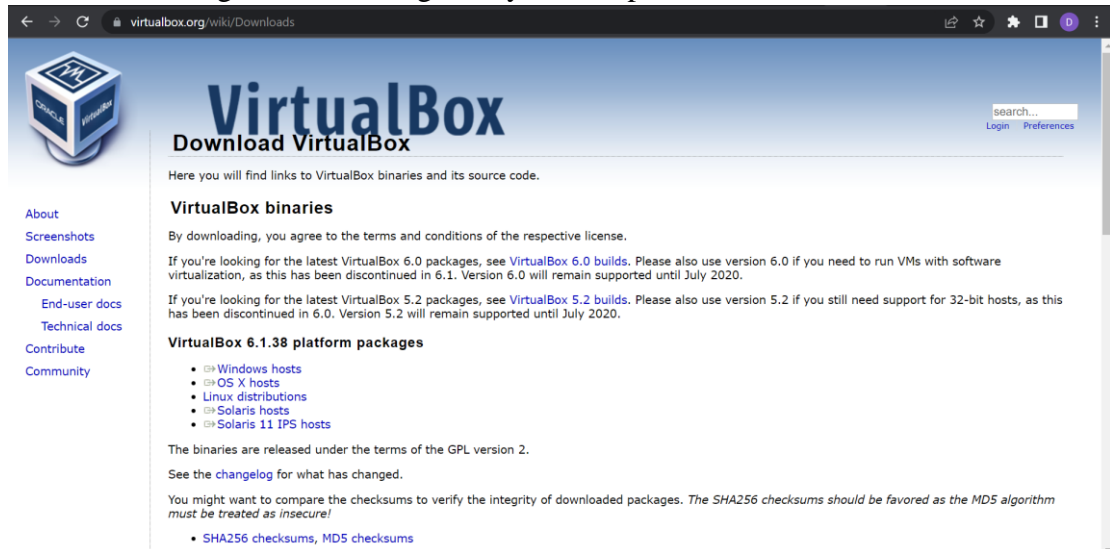 virtualbox.org/wiki/Downloads
D
ORACLE
VirtualBox
VirtualBox
search...
Login Preferences
Download VirtualBox
Here you will find links to VirtualBox binaries and its source code.
About
Screenshots
Downloads
Documentation
End-user docs
Technical docs
Contribute
Community
VirtualBox binaries
By downloading, you agree to the terms and conditions of the respective license.
If you're looking for the latest VirtualBox 6.0 packages, see VirtualBox 6.0 builds. Please also use version 6.0 if you need to run VMs with software
virtualization, as this has been discontinued in 6.1. Version 6.0 will remain supported until July 2020.
If you're looking for the latest VirtualBox 5.2 packages, see VirtualBox 5.2 builds. Please also use version 5.2 if you still need support for 32-bit hosts, as this
has been discontinued in 6.0. Version 5.2 will remain supported until July 2020.
VirtualBox 6.1.38 platform packages
Windows hosts
OS X hosts
Linux distributions
Solaris hosts
Solaris 11 IPS hosts
The binaries are released under the terms of the GPL version 2.
See the changelog for what has changed.
You might want to compare the checksums to verify the integrity of downloaded packages. The SHA256 checksums should be favored as the MD5 algorithm
must be treated as insecure!
SHA256 checksums, MD5 checksums